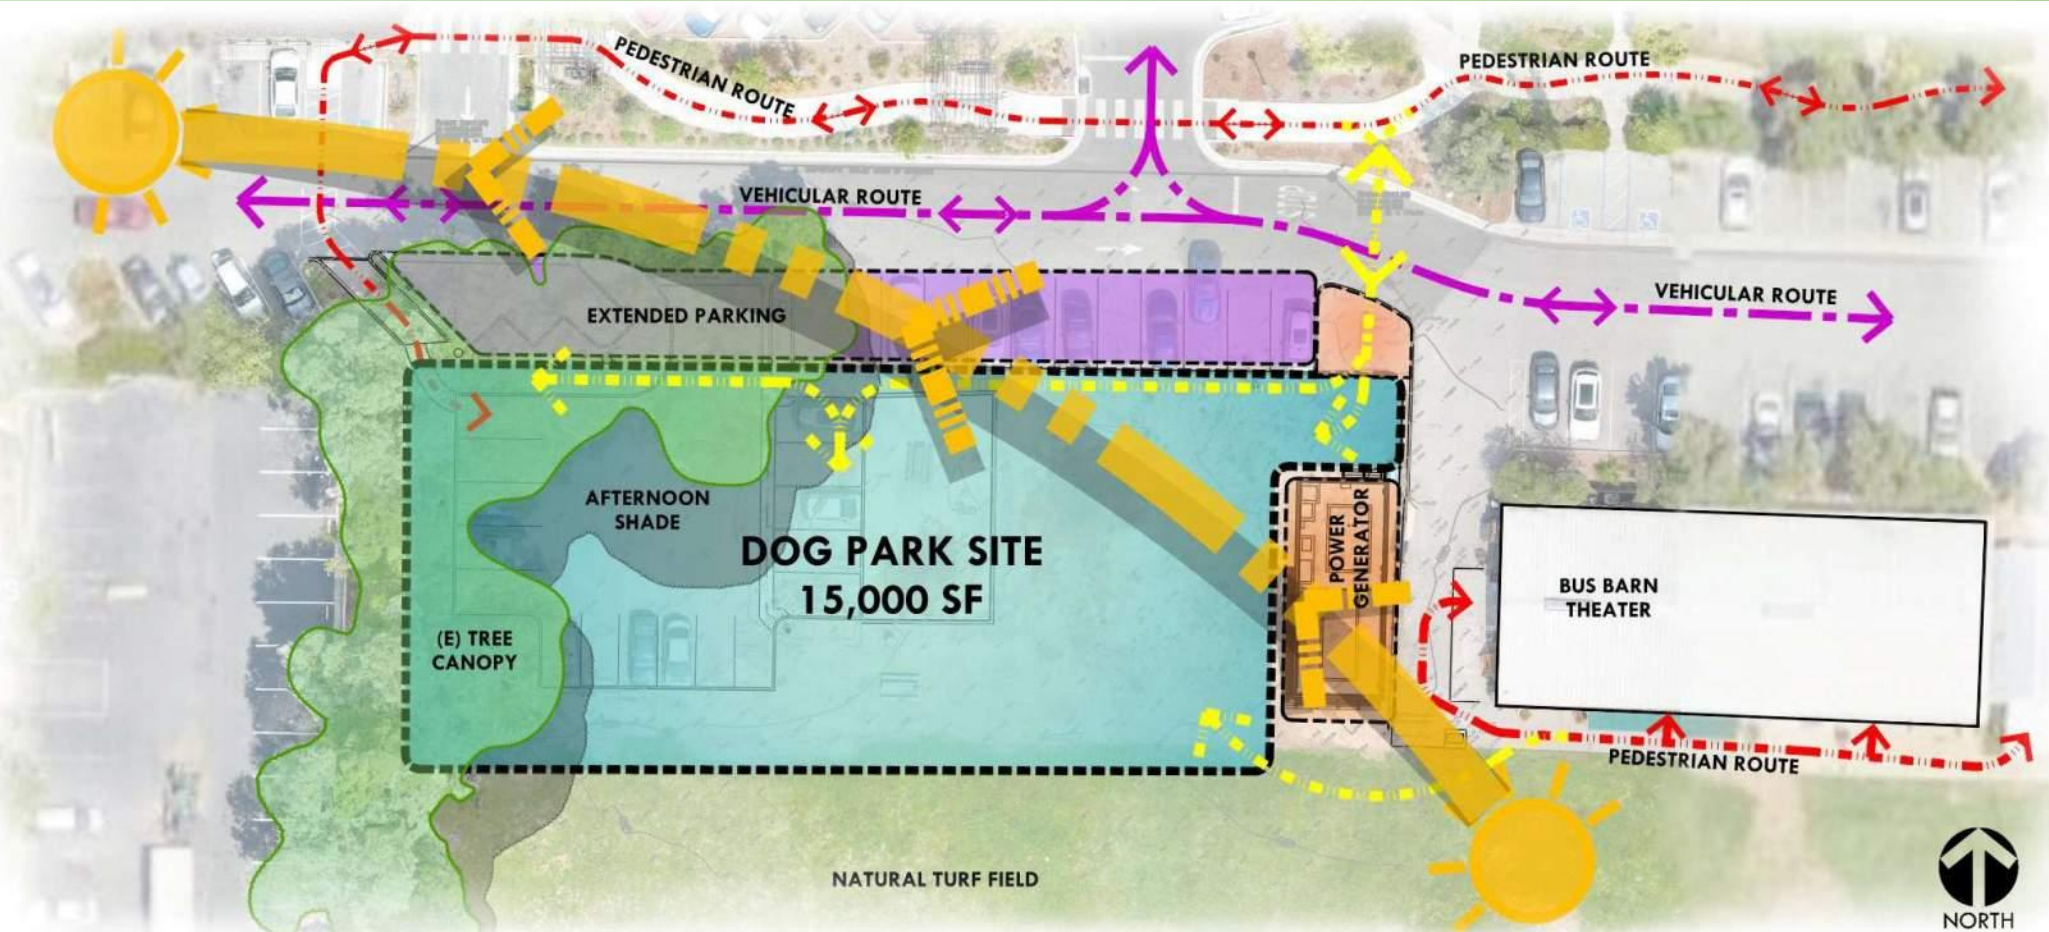 PEDESTRIAN ROUTE
PEDESTRIAN ROUTE
VEHICULAR ROUTE
VEHICULAR ROUTE
EXTENDED PARKING
AFTERNOON
SHADE
DOG PARK SITE
15,000 SF
POWER
GENERATOR
BUS BARN
THEATER
(E) TREE
CANOPY
PEDESTRIAN ROUTE
NATURAL TURF FIELD
NORTH